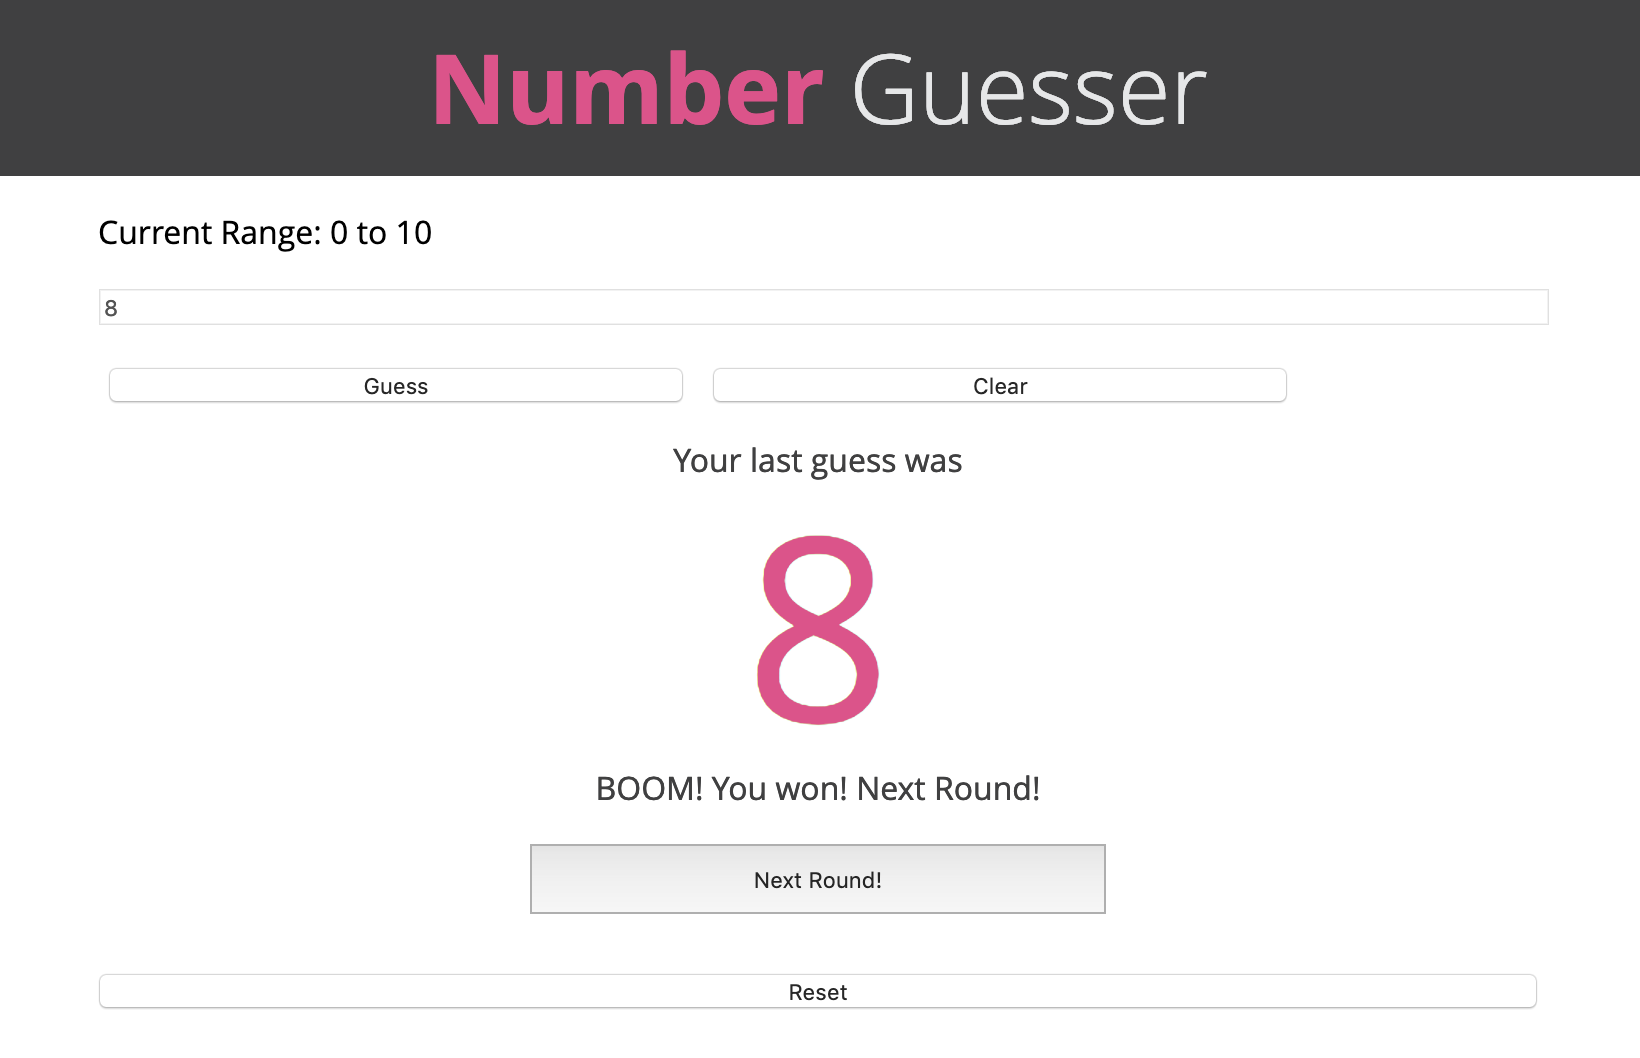 Number Guesser
Current Range: 0 to 10
8
Guess
Clear
Your last guess was
8
BOOM! You won! Next Round!
Next Round!
Reset